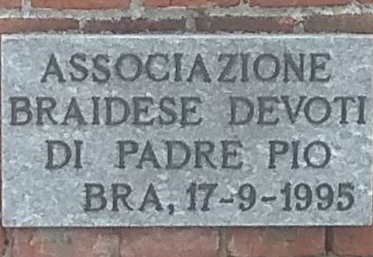 ASSOCIAZIONE
BRAIDESE DEVOTI
DI PADRE PIO
BRA, 17-9-1995